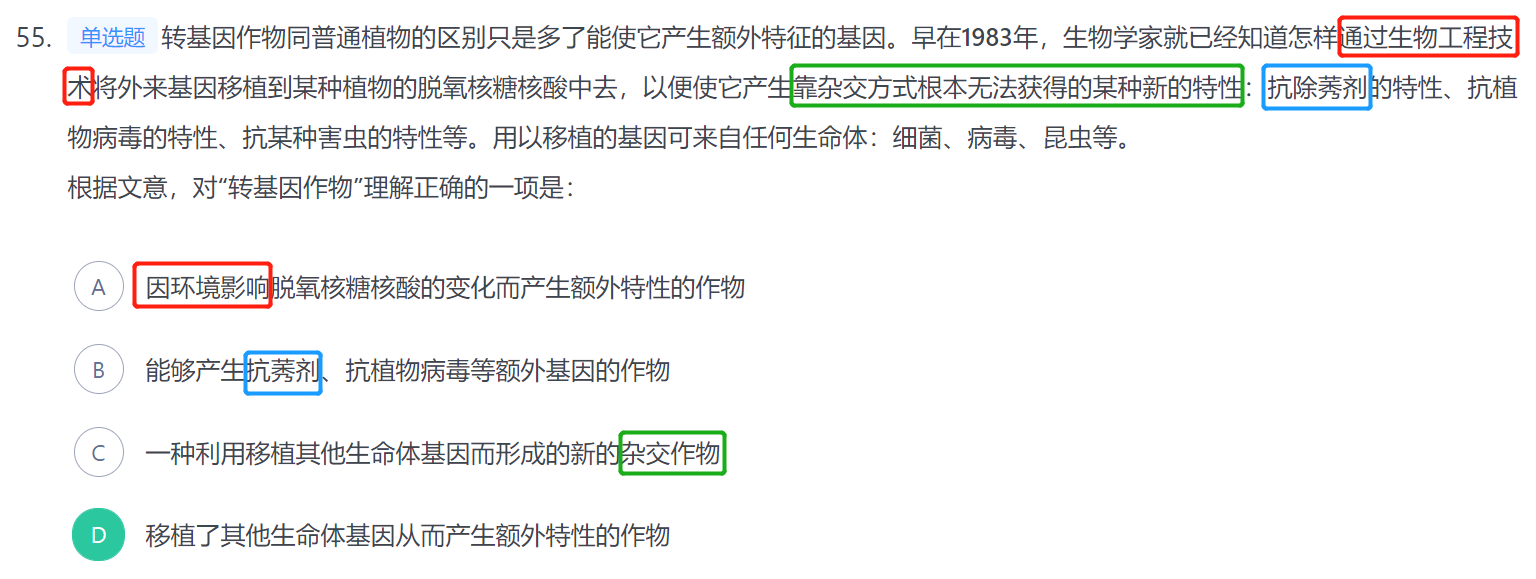 55. 单选题 转基因作物同普通植物的区别只是多了能使它产生额外特征的基因。早在1983年，生物学家就已经知道怎样通过生物工程技
术将外来基因移植到某种植物的脱氧核糖核酸中去，以便使它产生靠杂交方式根本无法获得的某种新的特性：抗除莠剂的特性、抗植
物病毒的特性、抗某种害虫的特性等。用以移植的基因可来自任何生命体：细菌、病毒、昆虫等。
根据文意，对“转基因作物”理解正确的一项是：
A 因环境影响脱氧核糖核酸的变化而产生额外特性的作物
B 能够产生抗莠剂、抗植物病毒等额外基因的作物
C 一种利用移植其他生命体基因而形成的新的杂交作物
D 移植了其他生命体基因从而产生额外特性的作物